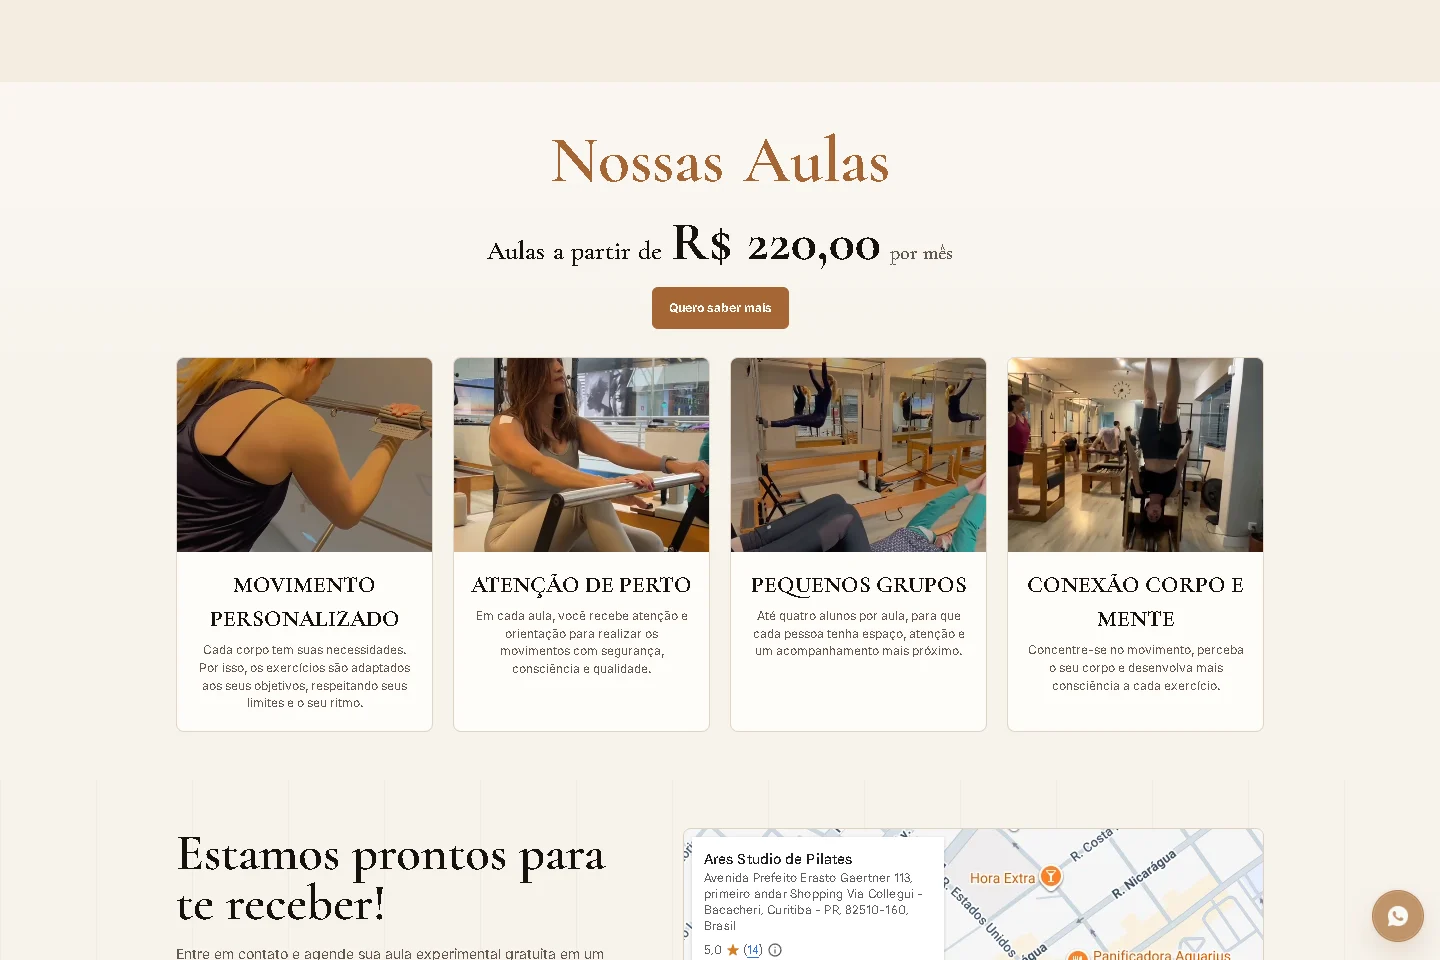 Nossas Aulas
Aulas a partir de R$ 220,00 por mês
Quero saber mais
MOVIMENTO
PERSONALIZADO
Cada corpo tem suas necessidades.
Por isso, os exercícios são adaptados
aos seus objetivos, respeitando seus
limites e o seu ritmo.
ATENÇÃO DE PERTO
Em cada aula, você recebe atenção e
orientação para realizar os
movimentos com segurança,
consciência e qualidade.
PEQUENOS GRUPOS
Até quatro alunos por aula, para que
cada pessoa tenha espaço, atenção e
um acompanhamento mais próximo.
CONEXÃO CORPO E
MENTE
Concentre-se no movimento, perceba
o seu corpo e desenvolva mais
consciência a cada exercício.
Estamos prontos para
te receber!
Entre em contato e agende sua aula experimental gratuita em um
Ares Studio de Pilates
Avenida Prefeito Erasto Gaertner 113,
primeiro andar Shopping Via Collegui -
Bacacheri, Curitiba - PR, 82510-160,
Brasil
5,0 (14)
Hora Extra
R. Costa
R. Nicarágua
R. Estados Unidos
Panificadora Aquarius